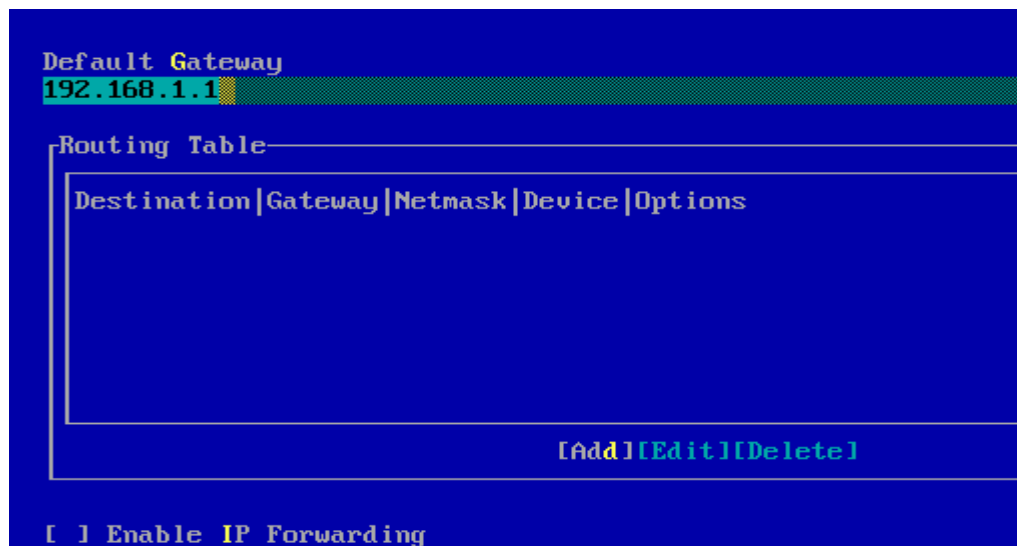 Default Gateway
192.168.1.1
Routing Table
Destination|Gateway|Netmask|Device|Options
[Add][Edit][Delete]
[ ] Enable IP Forwarding